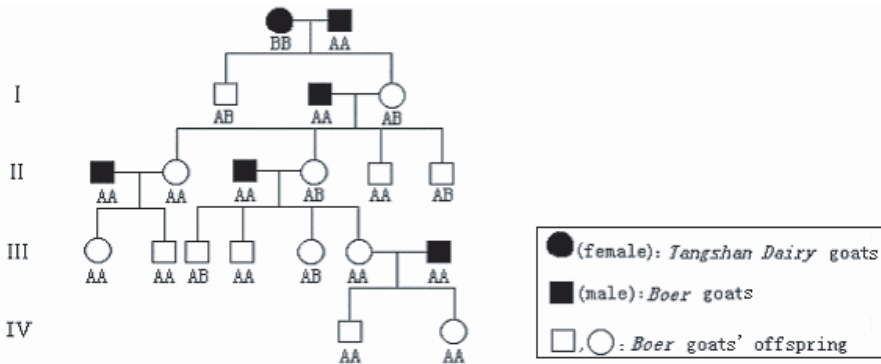 BB AA
I
AB AA AB
II
AA AA AA AB AA AB
III
AA AA AB AA AB AA AA
IV
AA AA
(female): Tangshan Dairy goats
(male): Boer goats
, : Boer goats' offspring